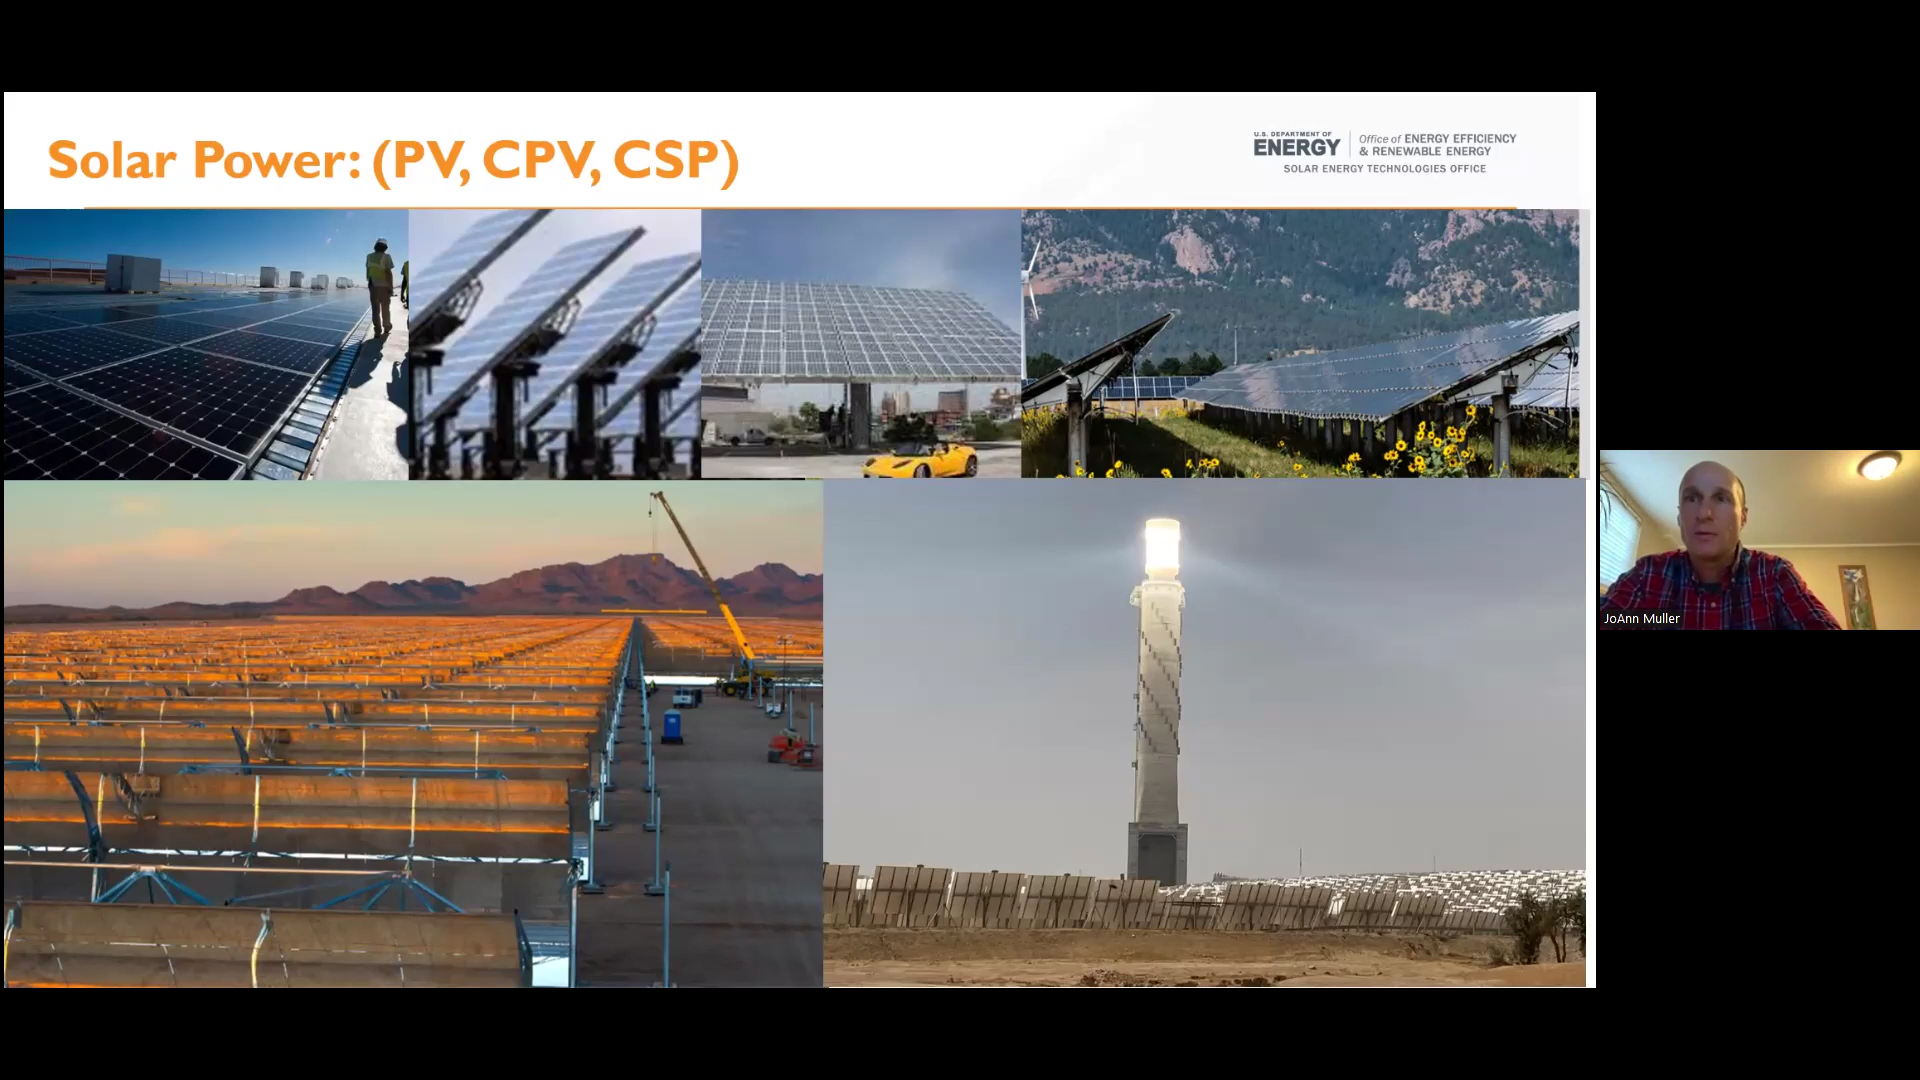 Solar Power: (PV, CPV, CSP)
U.S. DEPARTMENT OF
ENERGY
Office of ENERGY EFFICIENCY
& RENEWABLE ENERGY
SOLAR ENERGY TECHNOLOGIES OFFICE
JoAnn Muller